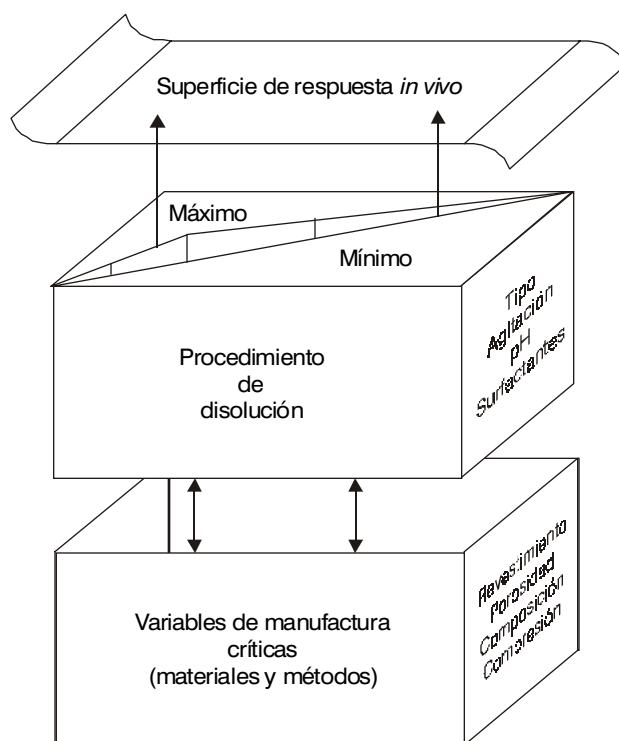 Superficie de respuesta in vivo
Máximo
Mínimo
Procedimiento
de
disolución
Tipo
Agitación
pH
Surfactantes
Variables de manufactura
críticas
(materiales y métodos)
Revestimiento
Porosidad
Composición
Compresión